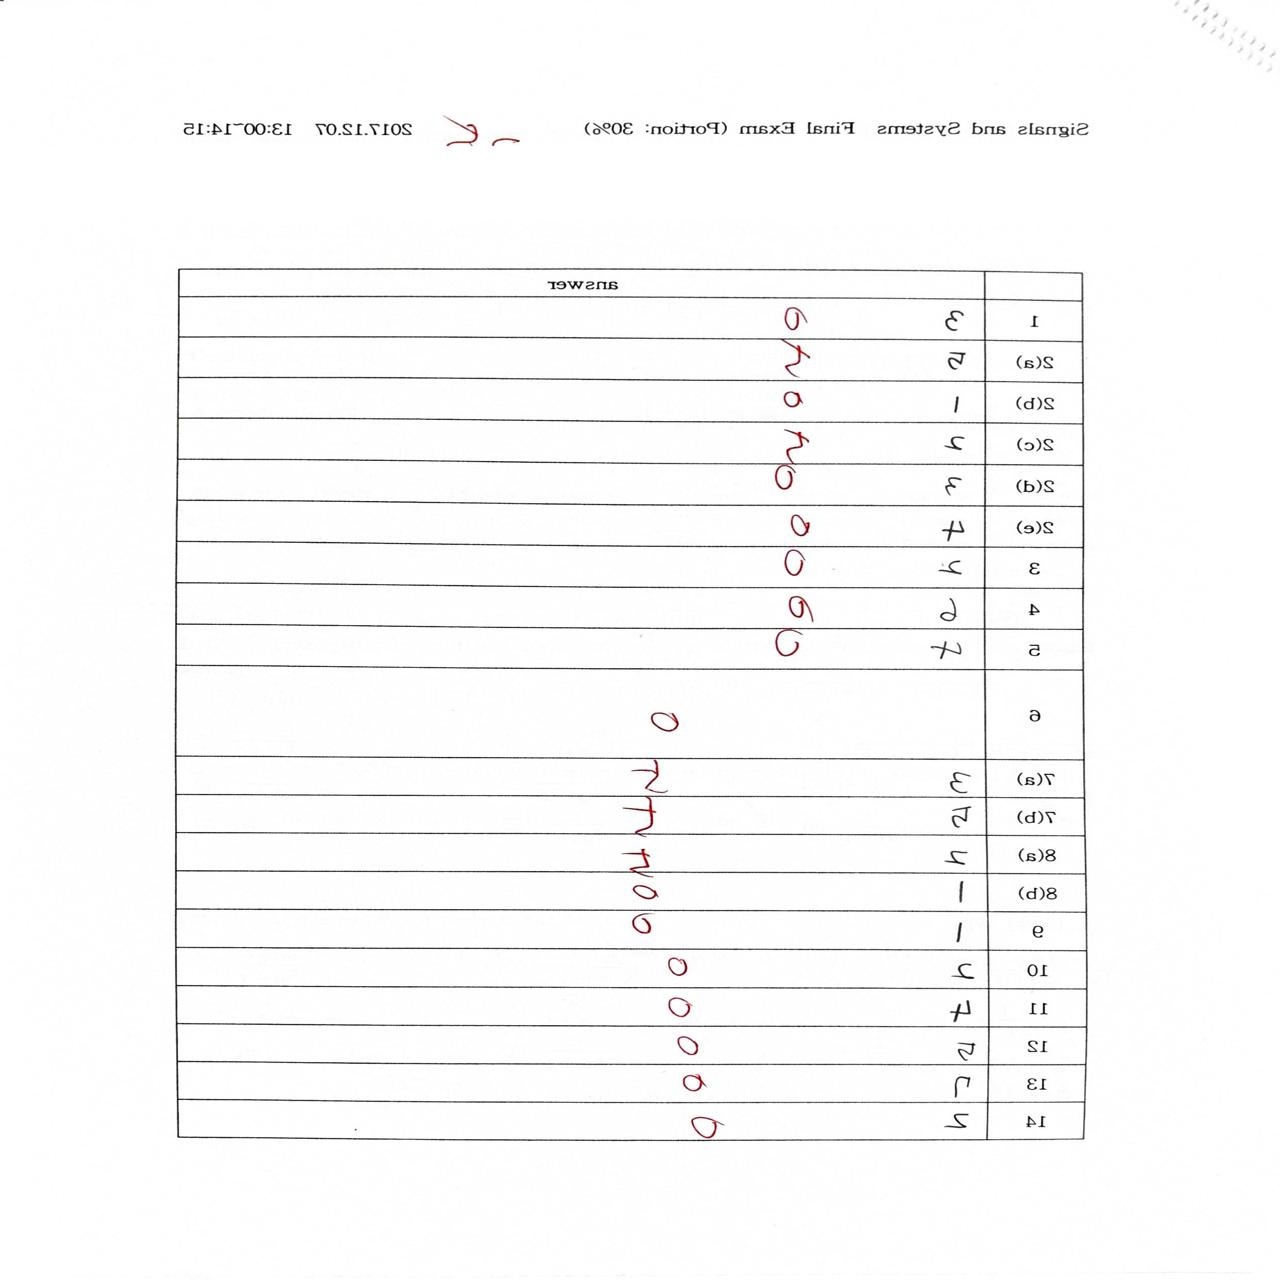 Signals and Systems Final Exam (Portion: 30%) 2017.12.07 13:00~14:15
answer
1 3
2(a) 5
2(b) 1
2(c) 4
2(d) 3
2(e) 7
3 4
4 6
5 7
6
7(a) 3
7(b) 5
8(a) 4
8(b) 1
9 1
10 4
11 7
12 5
13
14 4